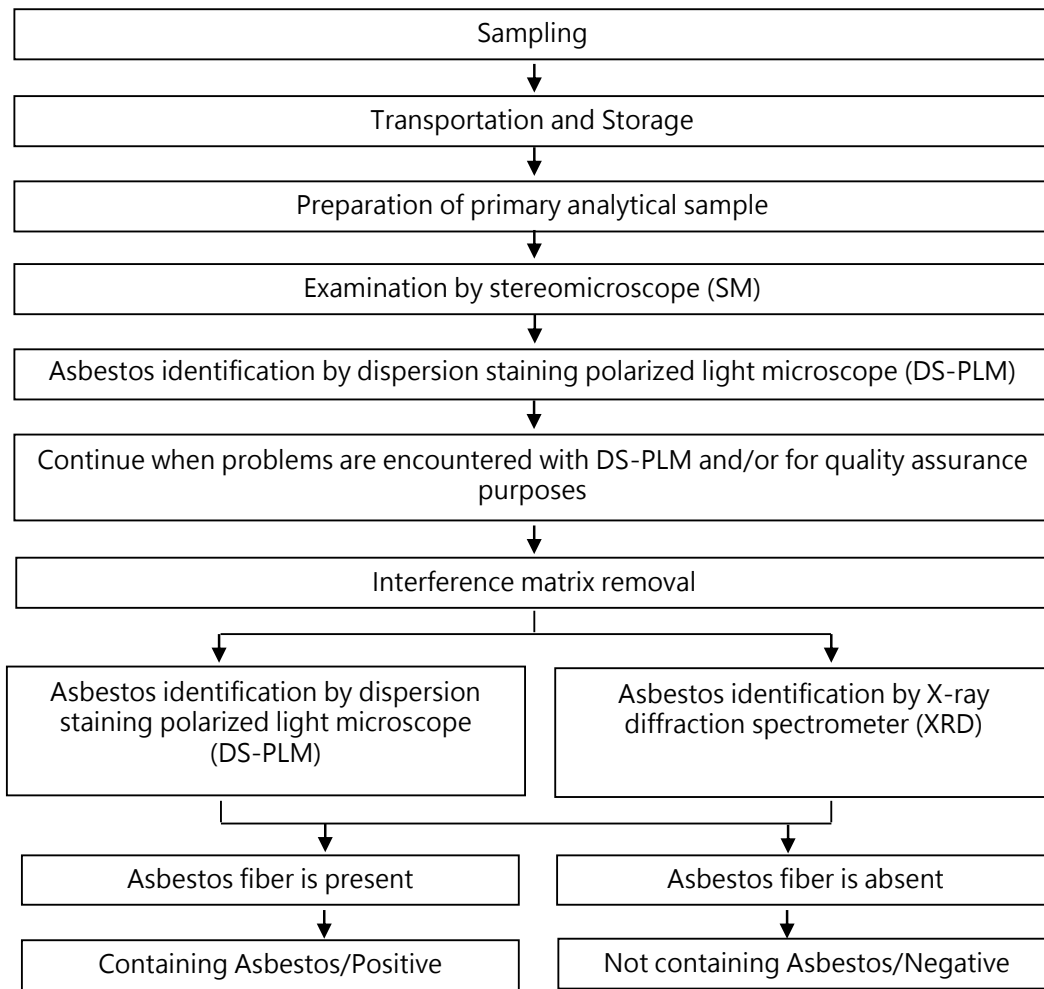 Sampling
Transportation and Storage
Preparation of primary analytical sample
Examination by stereomicroscope (SM)
Asbestos identification by dispersion staining polarized light microscope (DS-PLM)
Continue when problems are encountered with DS-PLM and/or for quality assurance
purposes
Interference matrix removal
Asbestos identification by dispersion
staining polarized light microscope
(DS-PLM)
Asbestos identification by X-ray
diffraction spectrometer (XRD)
Asbestos fiber is present
Asbestos fiber is absent
Containing Asbestos/Positive
Not containing Asbestos/Negative